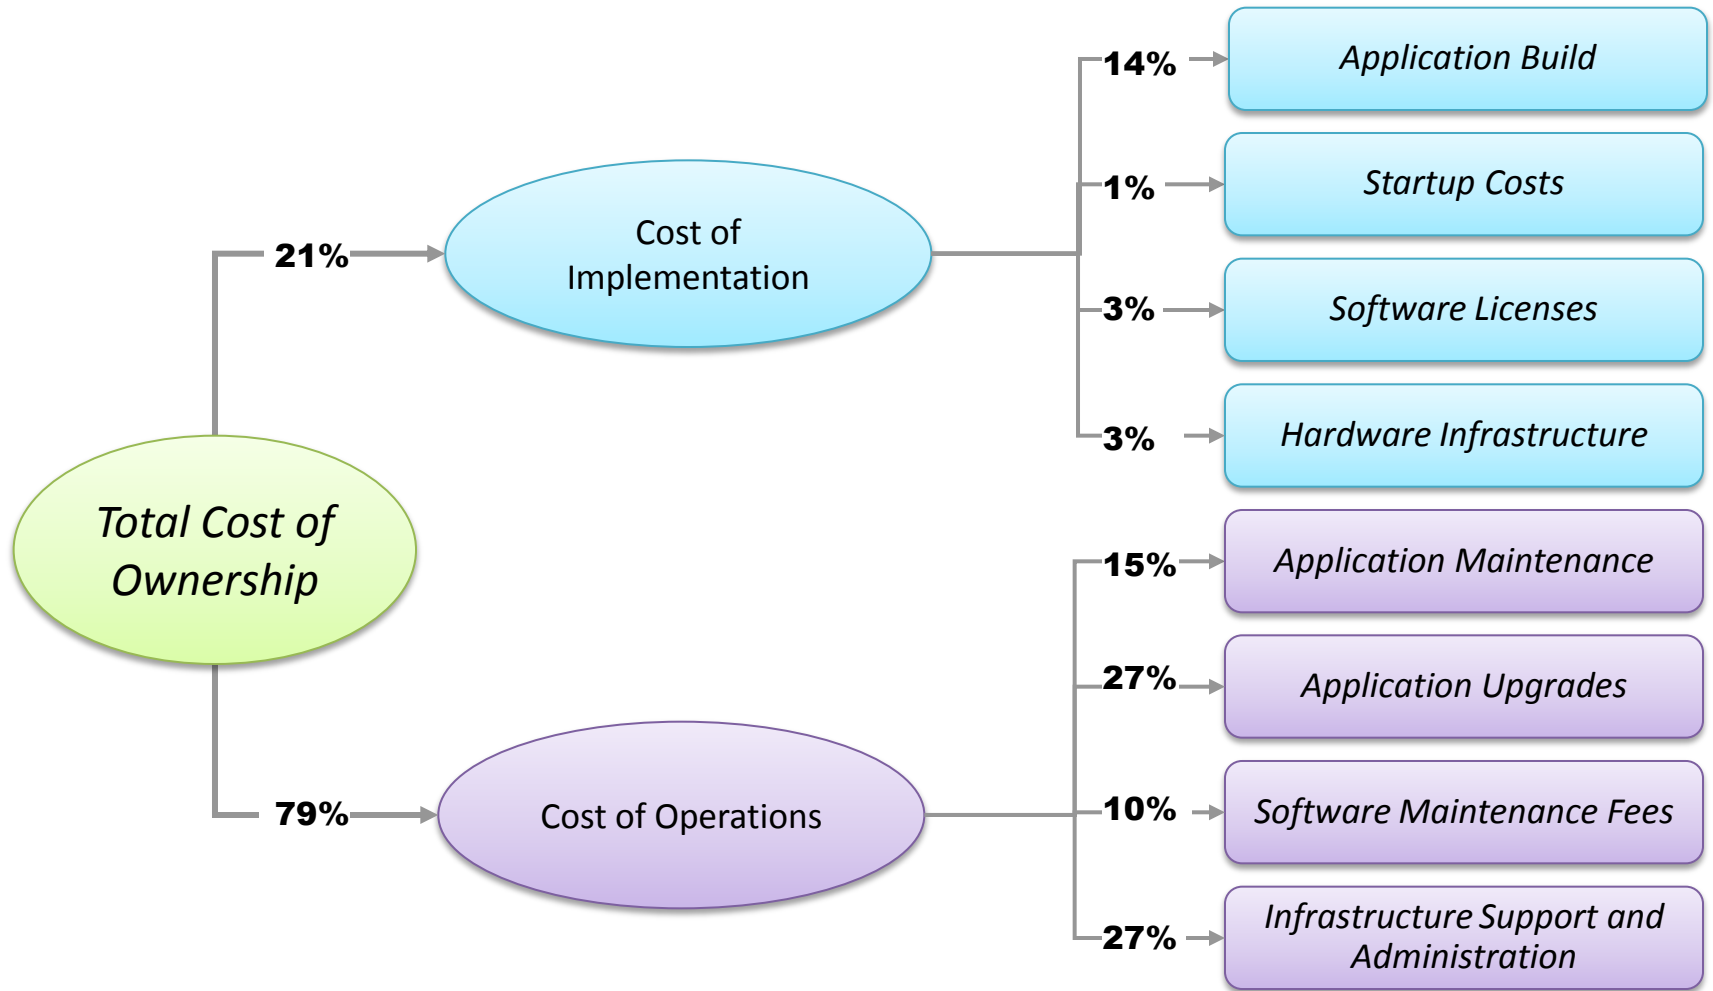 14%
Application Build
1%
Startup Costs
Cost of
Implementation
21%
3%
Software Licenses
3%
Hardware Infrastructure
Total Cost of
Ownership
15%
Application Maintenance
27%
Application Upgrades
79%
Cost of Operations
10%
Software Maintenance Fees
27%
Infrastructure Support and
Administration